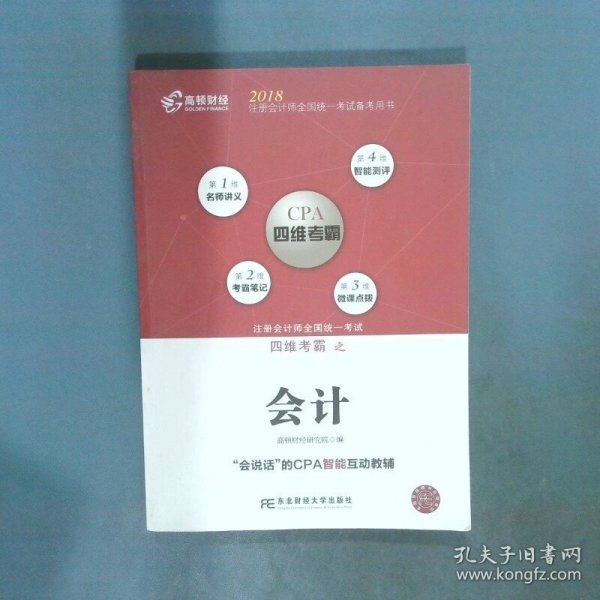 高顿财经
GOLDEN FINANCE
2018
注册会计师全国统一考试备考用书
第1维
名师讲义
第4维
智能测评
CPA
四维考霸
第2维
考霸笔记
第3维
微课点拨
注册会计师全国统一考试
四维考霸 之
会计
高顿财经研究院 编
“会说话”的CPA智能互动教辅
东北财经大学出版社
孔夫子旧书网
www.kongfz.com